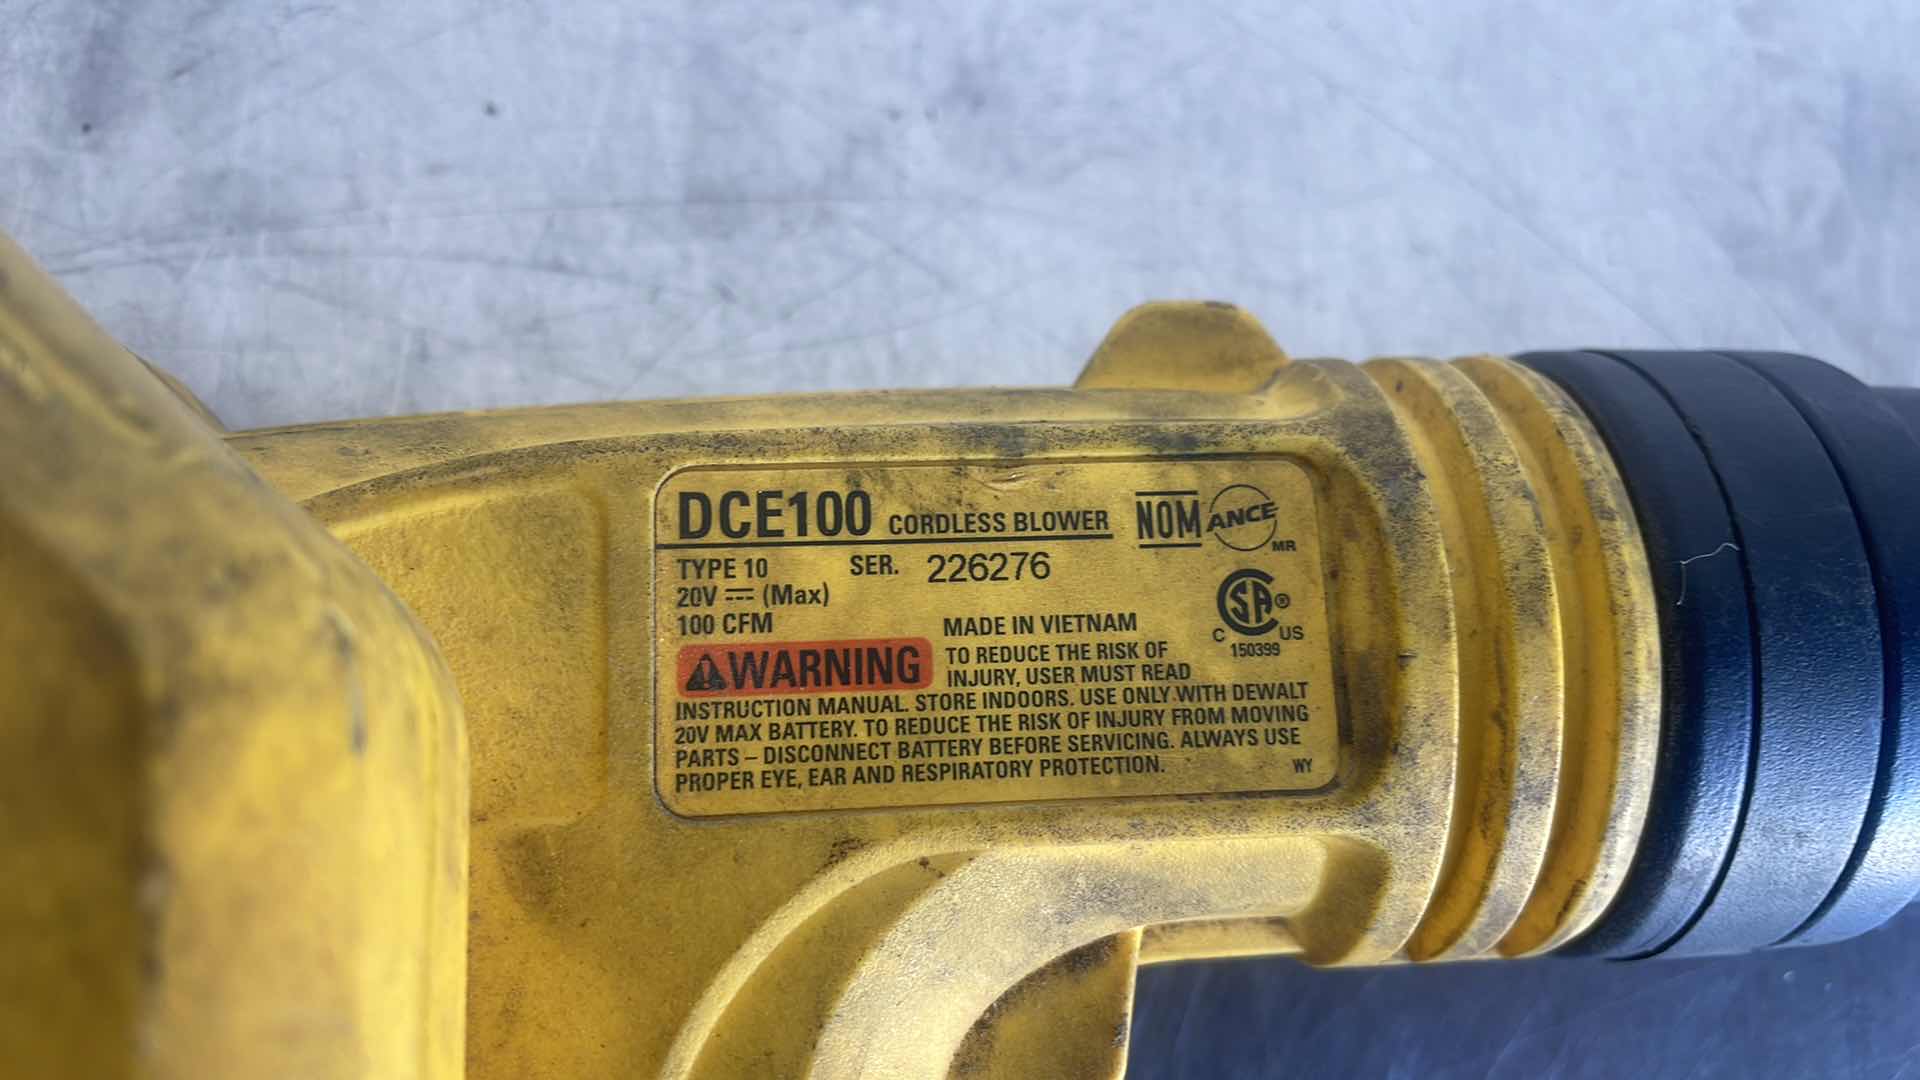 DCE100 CORDLESS BLOWER
NOM ANCE MR
TYPE 10 SER. 226276
20V ⎓ (Max)
100 CFM
MADE IN VIETNAM
CSA®
C US
150399
⚠WARNING TO REDUCE THE RISK OF
INJURY, USER MUST READ
INSTRUCTION MANUAL. STORE INDOORS. USE ONLY WITH DEWALT
20V MAX BATTERY. TO REDUCE THE RISK OF INJURY FROM MOVING
PARTS – DISCONNECT BATTERY BEFORE SERVICING. ALWAYS USE
PROPER EYE, EAR AND RESPIRATORY PROTECTION.
WY